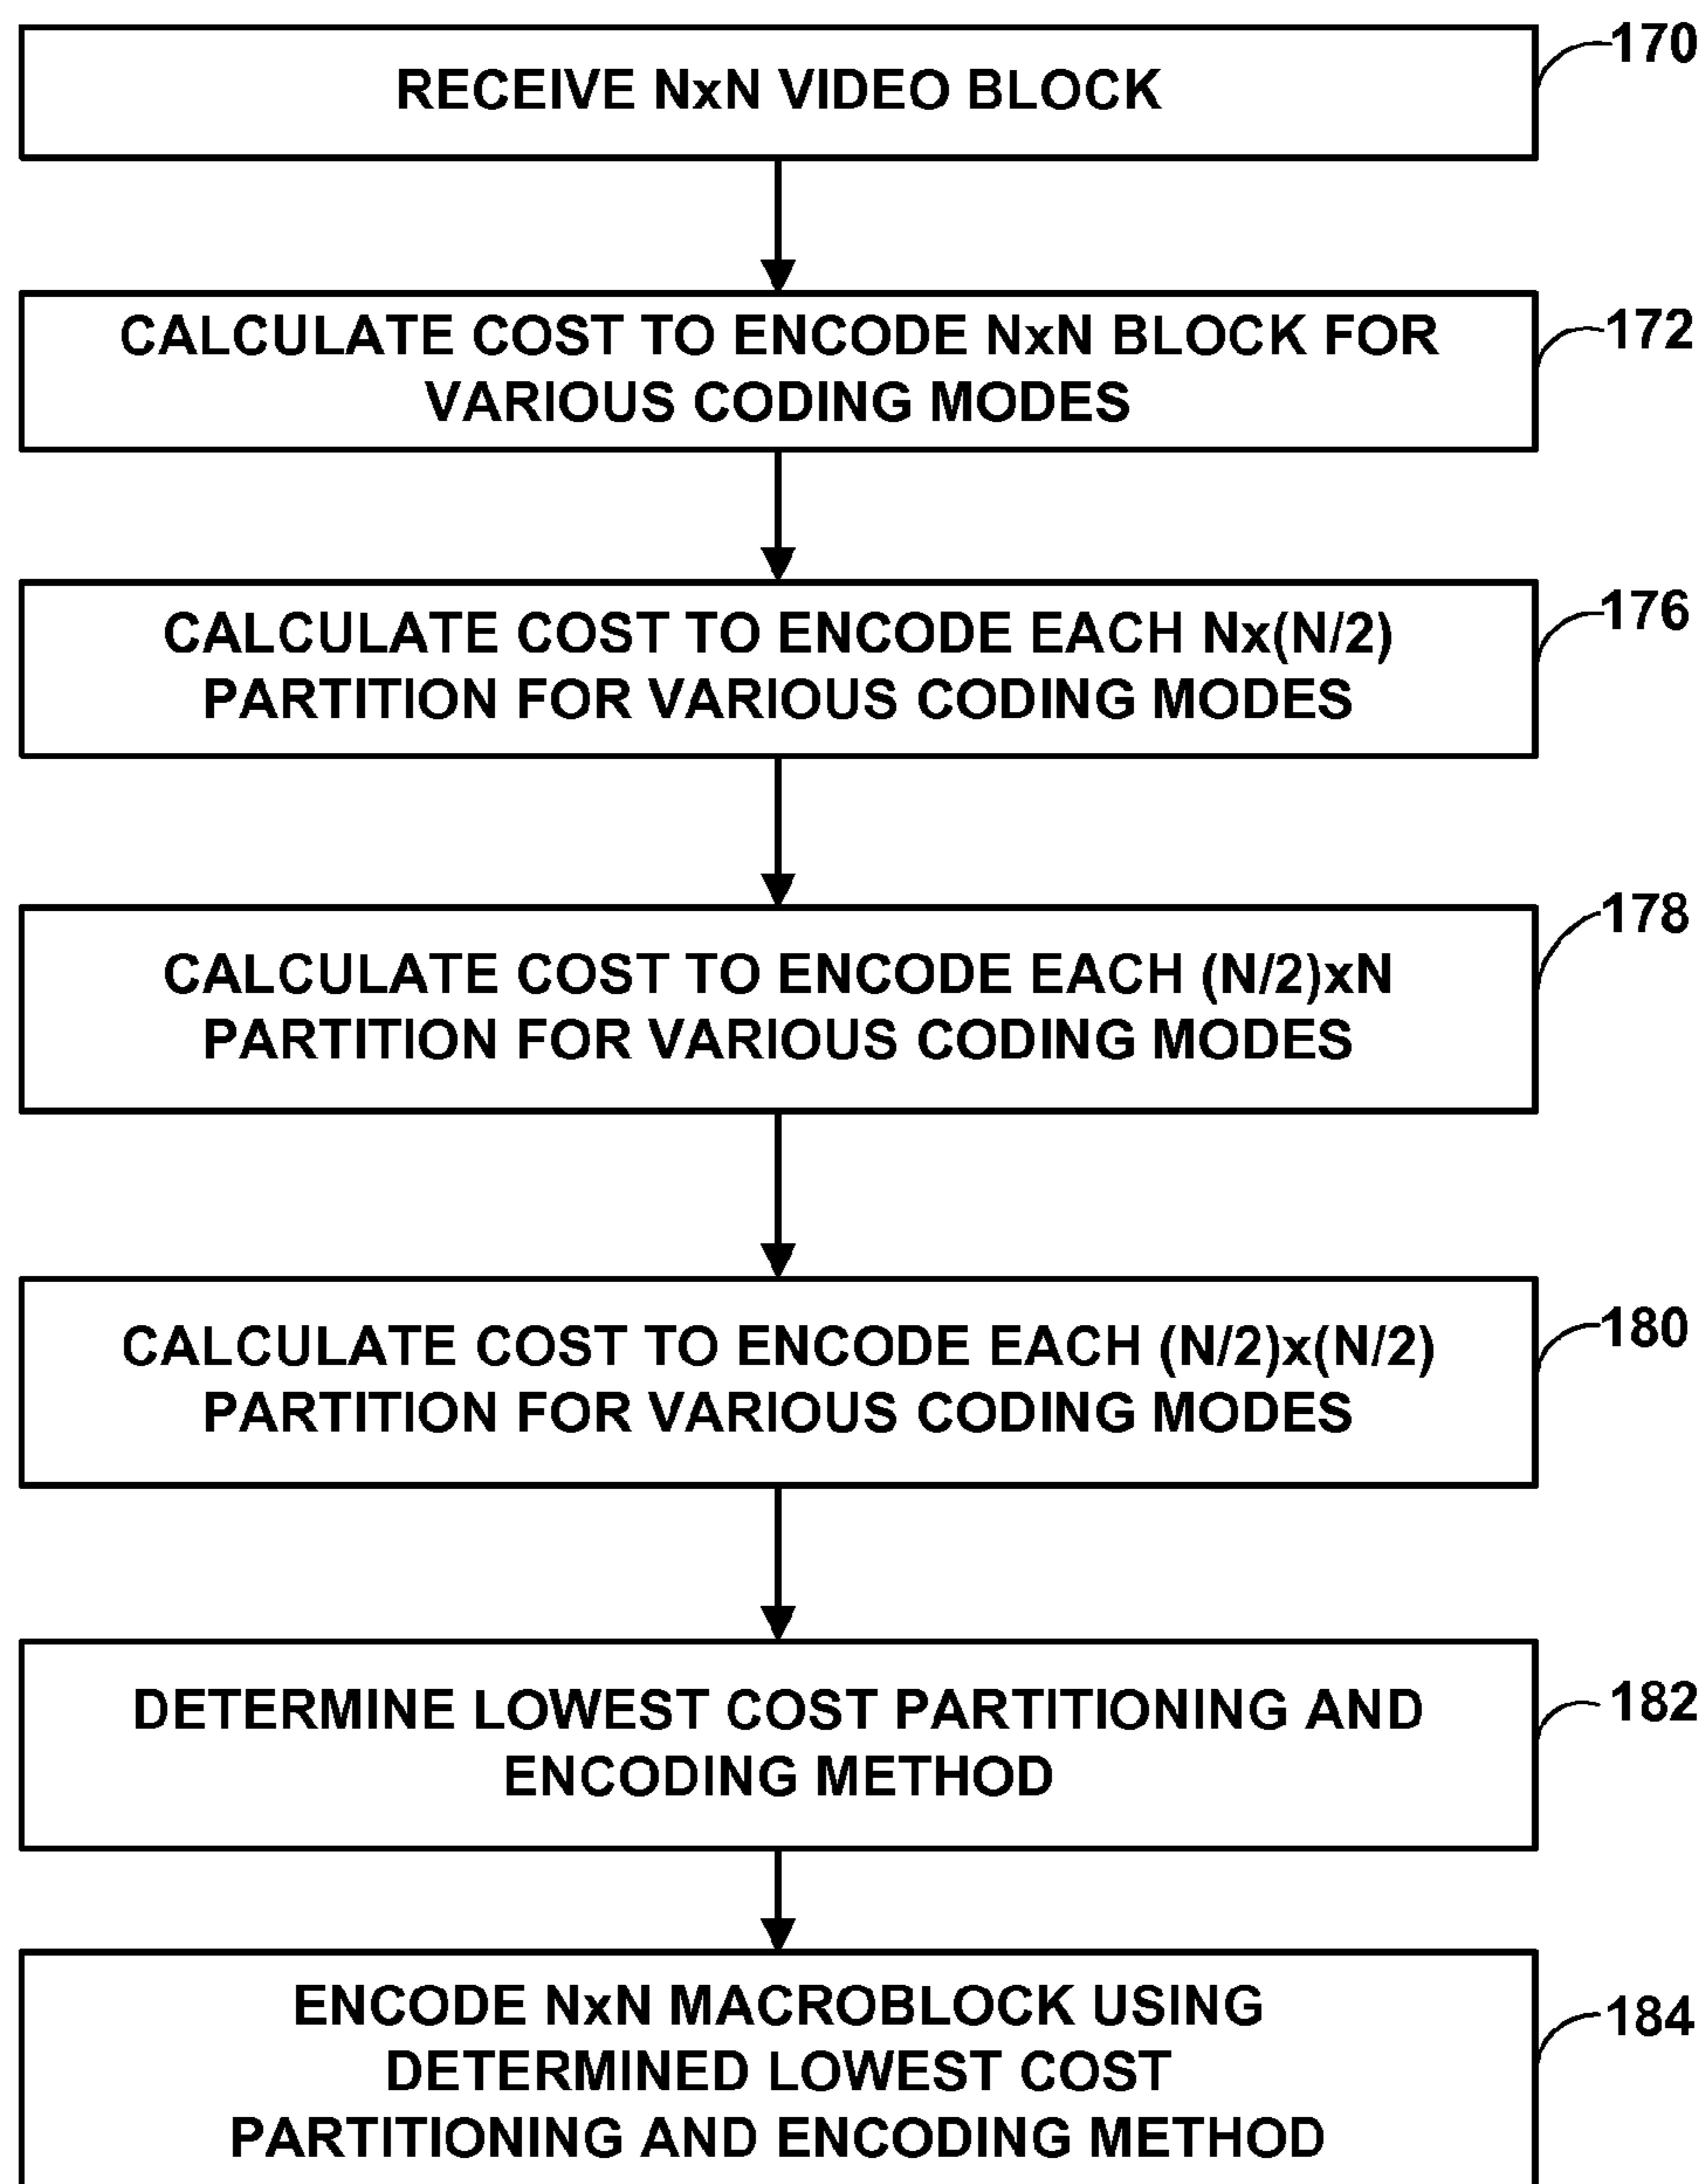 170
RECEIVE NxN VIDEO BLOCK
172
CALCULATE COST TO ENCODE NxN BLOCK FOR
VARIOUS CODING MODES
176
CALCULATE COST TO ENCODE EACH Nx(N/2)
PARTITION FOR VARIOUS CODING MODES
178
CALCULATE COST TO ENCODE EACH (N/2)xN
PARTITION FOR VARIOUS CODING MODES
180
CALCULATE COST TO ENCODE EACH (N/2)x(N/2)
PARTITION FOR VARIOUS CODING MODES
182
DETERMINE LOWEST COST PARTITIONING AND
ENCODING METHOD
184
ENCODE NxN MACROBLOCK USING
DETERMINED LOWEST COST
PARTITIONING AND ENCODING METHOD